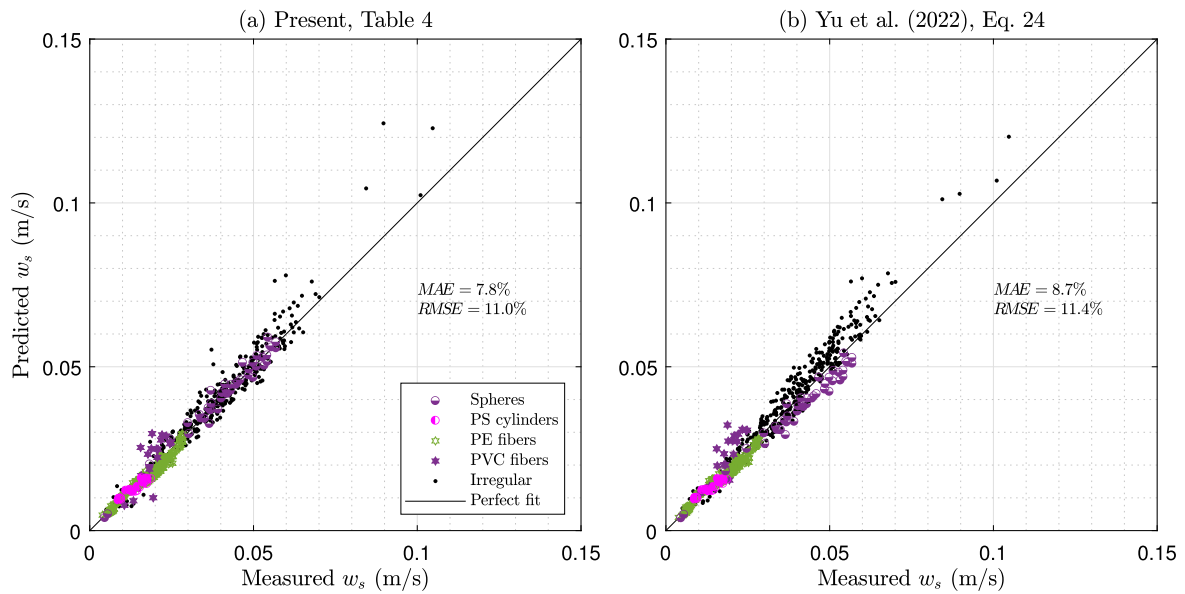 (a) Present, Table 4
0.15
0.1
0.05
0
Predicted w_s (m/s)
MAE = 7.8%
RMSE = 11.0%
Spheres
PS cylinders
PE fibers
PVC fibers
Irregular
Perfect fit
0 0.05 0.1 0.15
Measured w_s (m/s)
(b) Yu et al. (2022), Eq. 24
0.15
0.1
0.05
0
MAE = 8.7%
RMSE = 11.4%
0 0.05 0.1 0.15
Measured w_s (m/s)